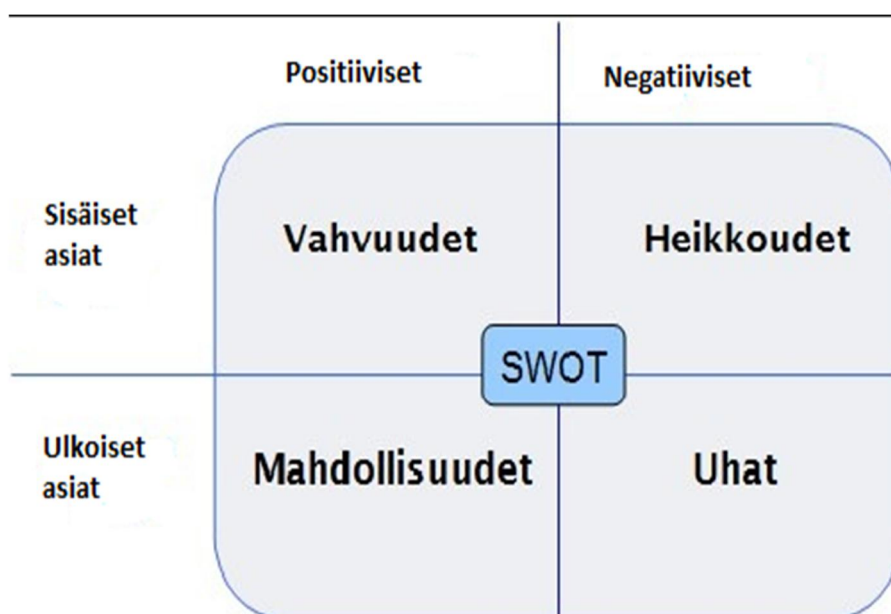 Positiiviset
Negatiiviset
Sisäiset
asiat
Vahvuudet
Heikkoudet
SWOT
Ulkoiset
asiat
Mahdollisuudet
Uhat